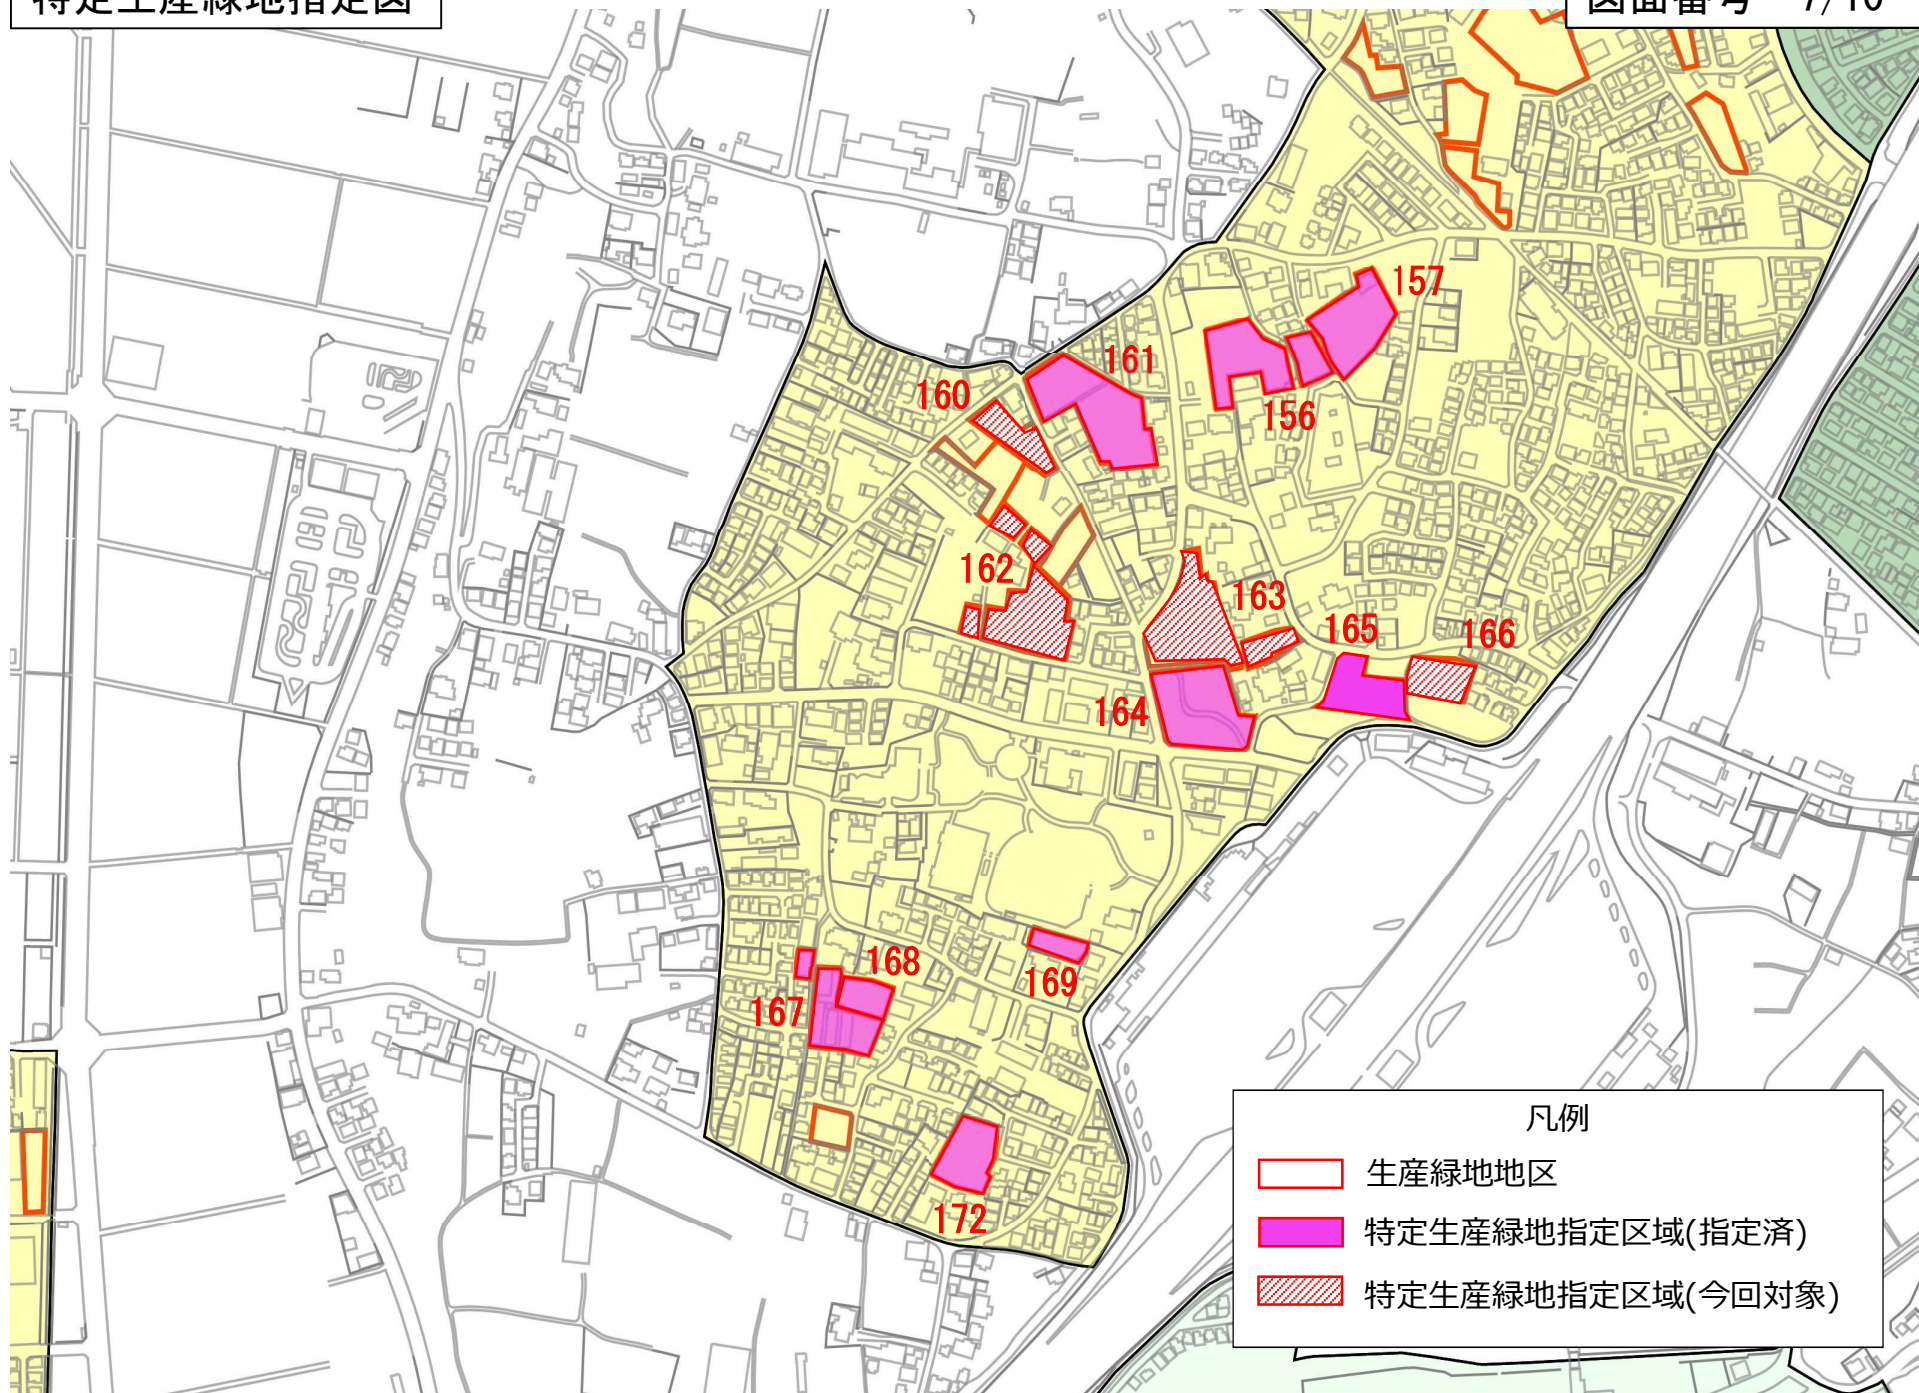 特定生産緑地指定図
図面番号 7/10
157
161
160
156
162
163
165
166
164
168
169
167
172
凡例
生産緑地地区
特定生産緑地指定区域(指定済)
特定生産緑地指定区域(今回対象)